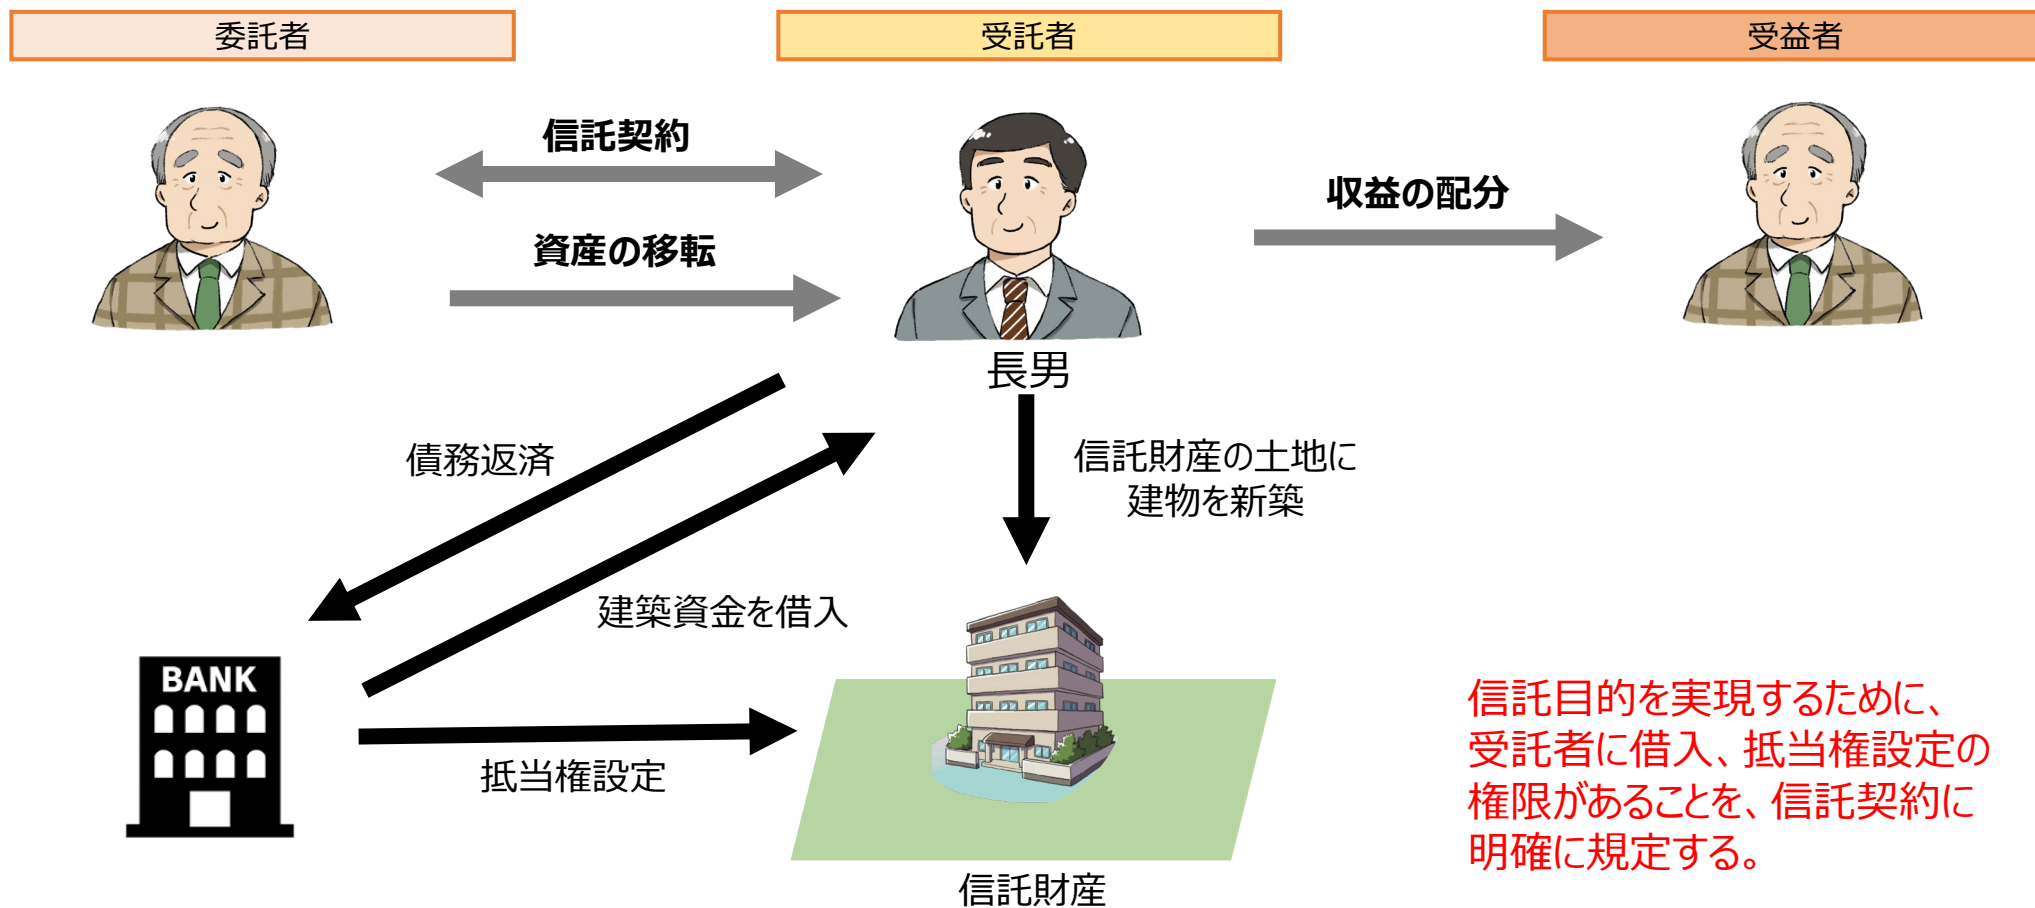 委託者
受託者
受益者
信託契約
資産の移転
収益の配分
長男
債務返済
信託財産の土地に
建物を新築
建築資金を借入
BANK
抵当権設定
信託財産
信託目的を実現するために、
受託者に借入、抵当権設定の
権限があることを、信託契約に
明確に規定する。